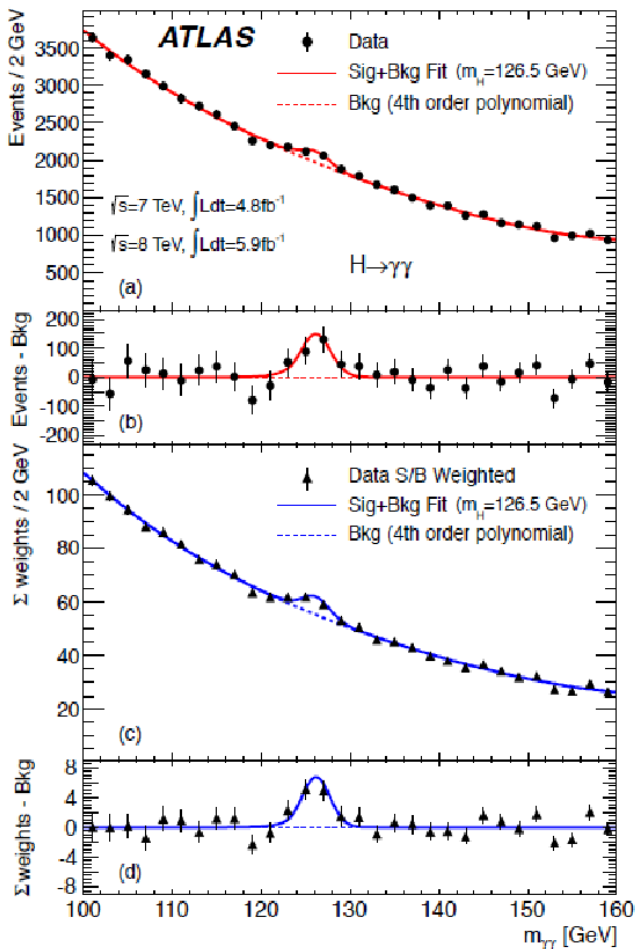 ATLAS
Data
Sig+Bkg Fit (m_H=126.5 GeV)
Bkg (4th order polynomial)
Events / 2 GeV
3500
3000
2500
2000
1500
1000
500
√s=7 TeV, ∫Ldt=4.8fb⁻¹
√s=8 TeV, ∫Ldt=5.9fb⁻¹
H→γγ
(a)
Events - Bkg
200
100
0
-100
-200
(b)
Σ weights / 2 GeV
100
80
60
40
20
Data S/B Weighted
Sig+Bkg Fit (m_H=126.5 GeV)
Bkg (4th order polynomial)
(c)
Σ weights - Bkg
8
4
0
-4
-8
(d)
100 110 120 130 140 150 160
m_γγ [GeV]